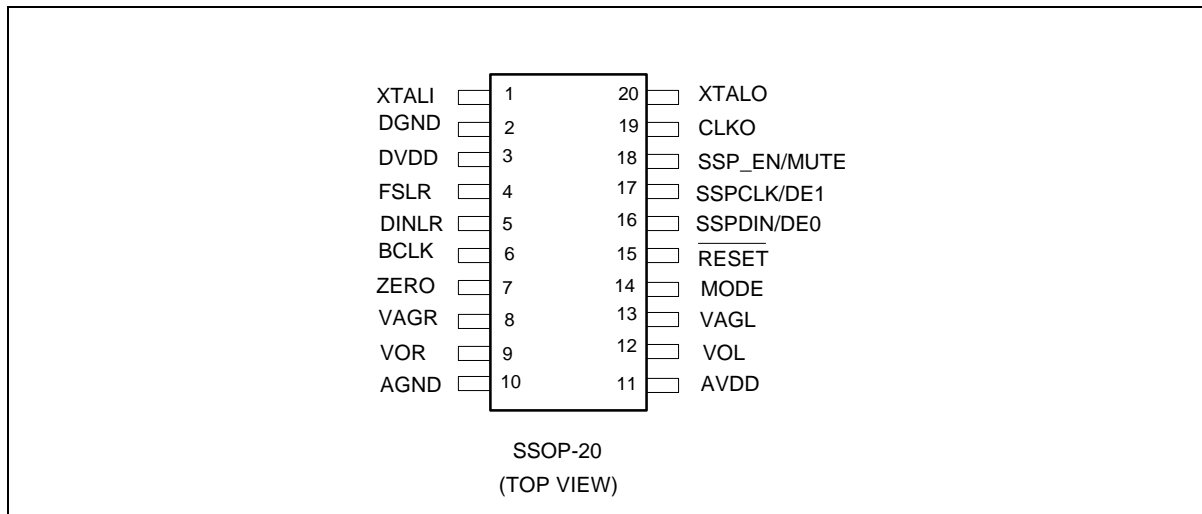 XTALI 1 20 XTALO
DGND 2 19 CLKO
DVDD 3 18 SSP_EN/MUTE
FSLR 4 17 SSPCLK/DE1
DINLR 5 16 SSPDIN/DE0
BCLK 6 15 RESET
ZERO 7 14 MODE
VAGR 8 13 VAGL
VOR 9 12 VOL
AGND 10 11 AVDD
SSOP-20
(TOP VIEW)